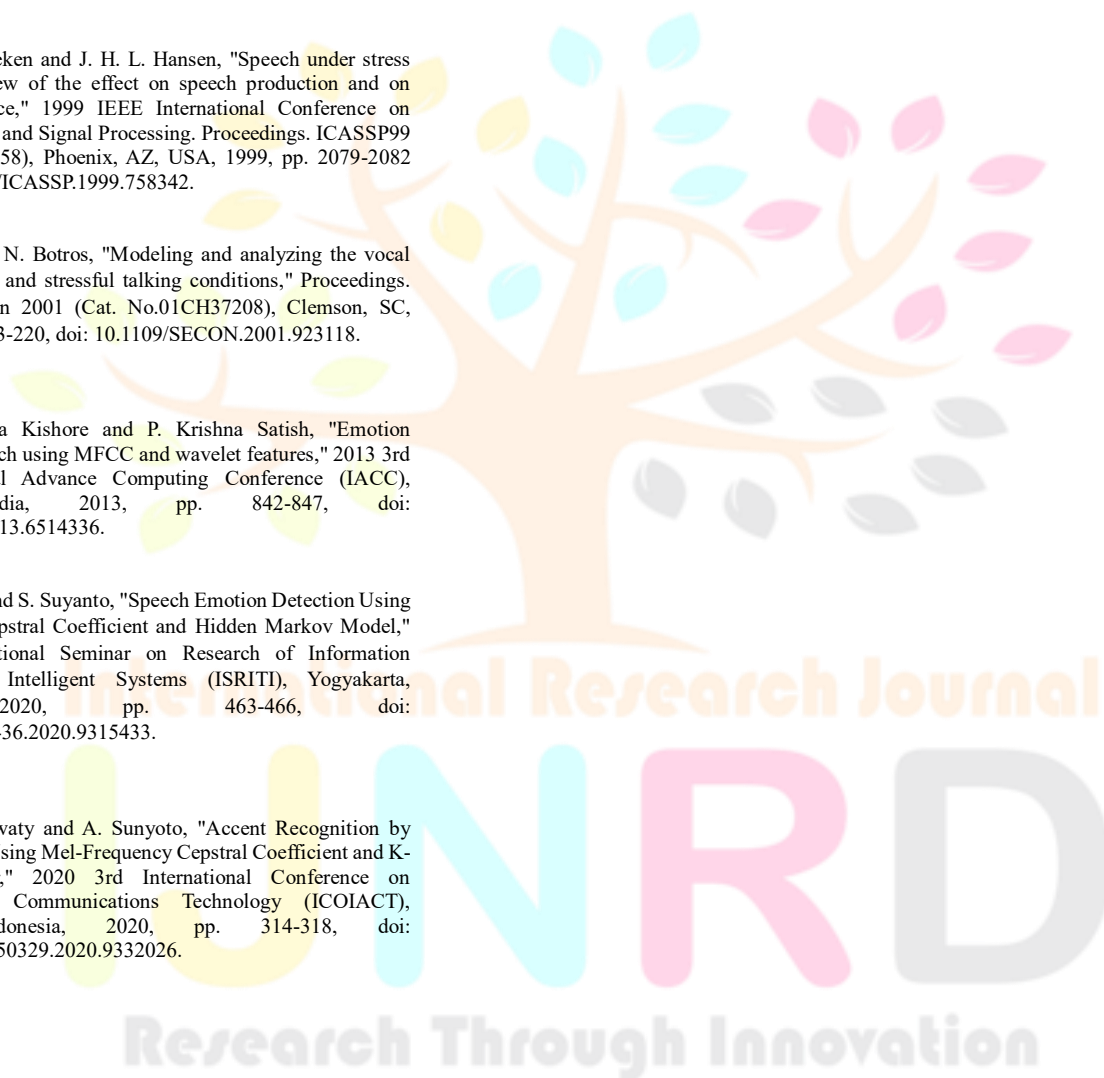 eken and J. H. L. Hansen, "Speech under stress
ew of the effect on speech production and on
ce," 1999 IEEE International Conference on
and Signal Processing. Proceedings. ICASSP99
58), Phoenix, AZ, USA, 1999, pp. 2079-2082
/ICASSP.1999.758342.
N. Botros, "Modeling and analyzing the vocal
and stressful talking conditions," Proceedings.
n 2001 (Cat. No.01CH37208), Clemson, SC,
3-220, doi: 10.1109/SECON.2001.923118.
a Kishore and P. Krishna Satish, "Emotion
ch using MFCC and wavelet features," 2013 3rd
al Advance Computing Conference (IACC),
dia, 2013, pp. 842-847, doi:
13.6514336.
nd S. Suyanto, "Speech Emotion Detection Using
pstral Coefficient and Hidden Markov Model,"
tional Seminar on Research of Information
Intelligent Systems (ISRITI), Yogyakarta,
2020, pp. 463-466, doi:
36.2020.9315433.
vaty and A. Sunyoto, "Accent Recognition by
sing Mel-Frequency Cepstral Coefficient and K-
," 2020 3rd International Conference on
Communications Technology (ICOIACT),
donesia, 2020, pp. 314-318, doi:
50329.2020.9332026.
International Research Journal
IJNRD
Research Through Innovation